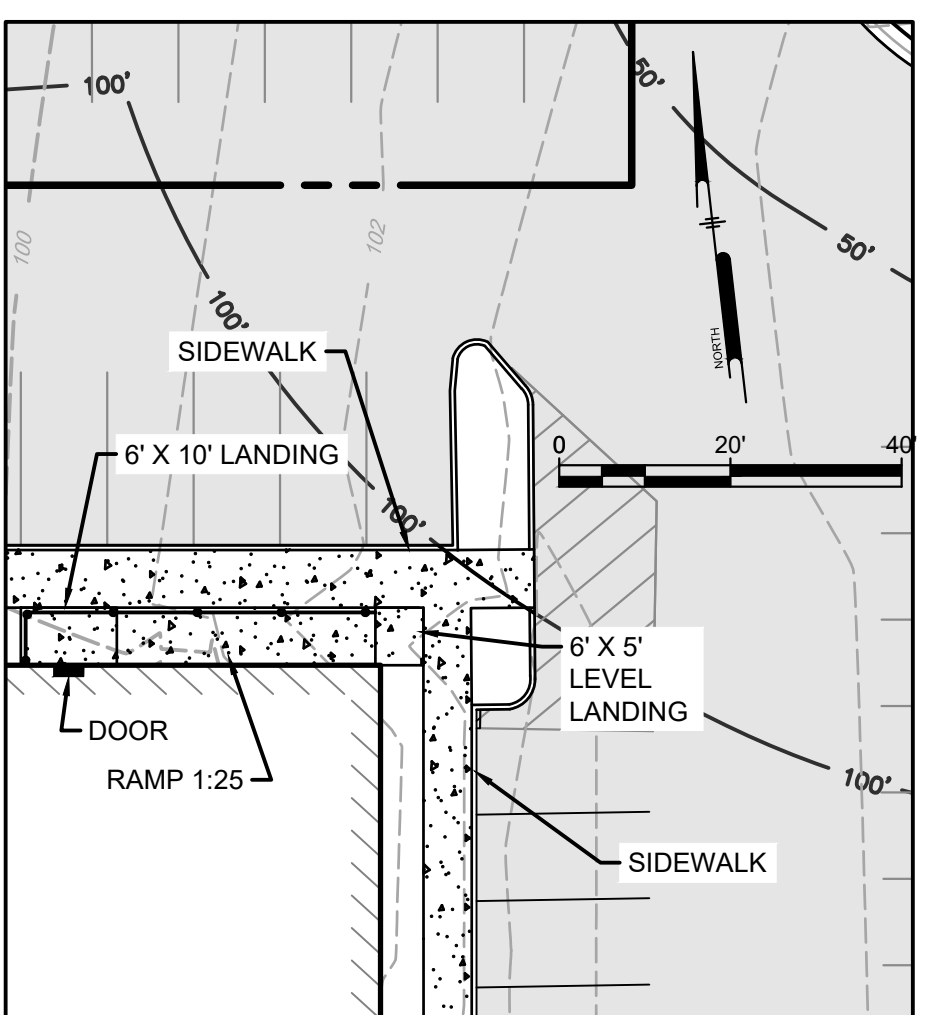 100'
50'
50'
100
102
100'
NORTH
SIDEWALK
0 20' 40'
6' X 10' LANDING
100'
6' X 5'
LEVEL
LANDING
DOOR
RAMP 1:25
100'
SIDEWALK